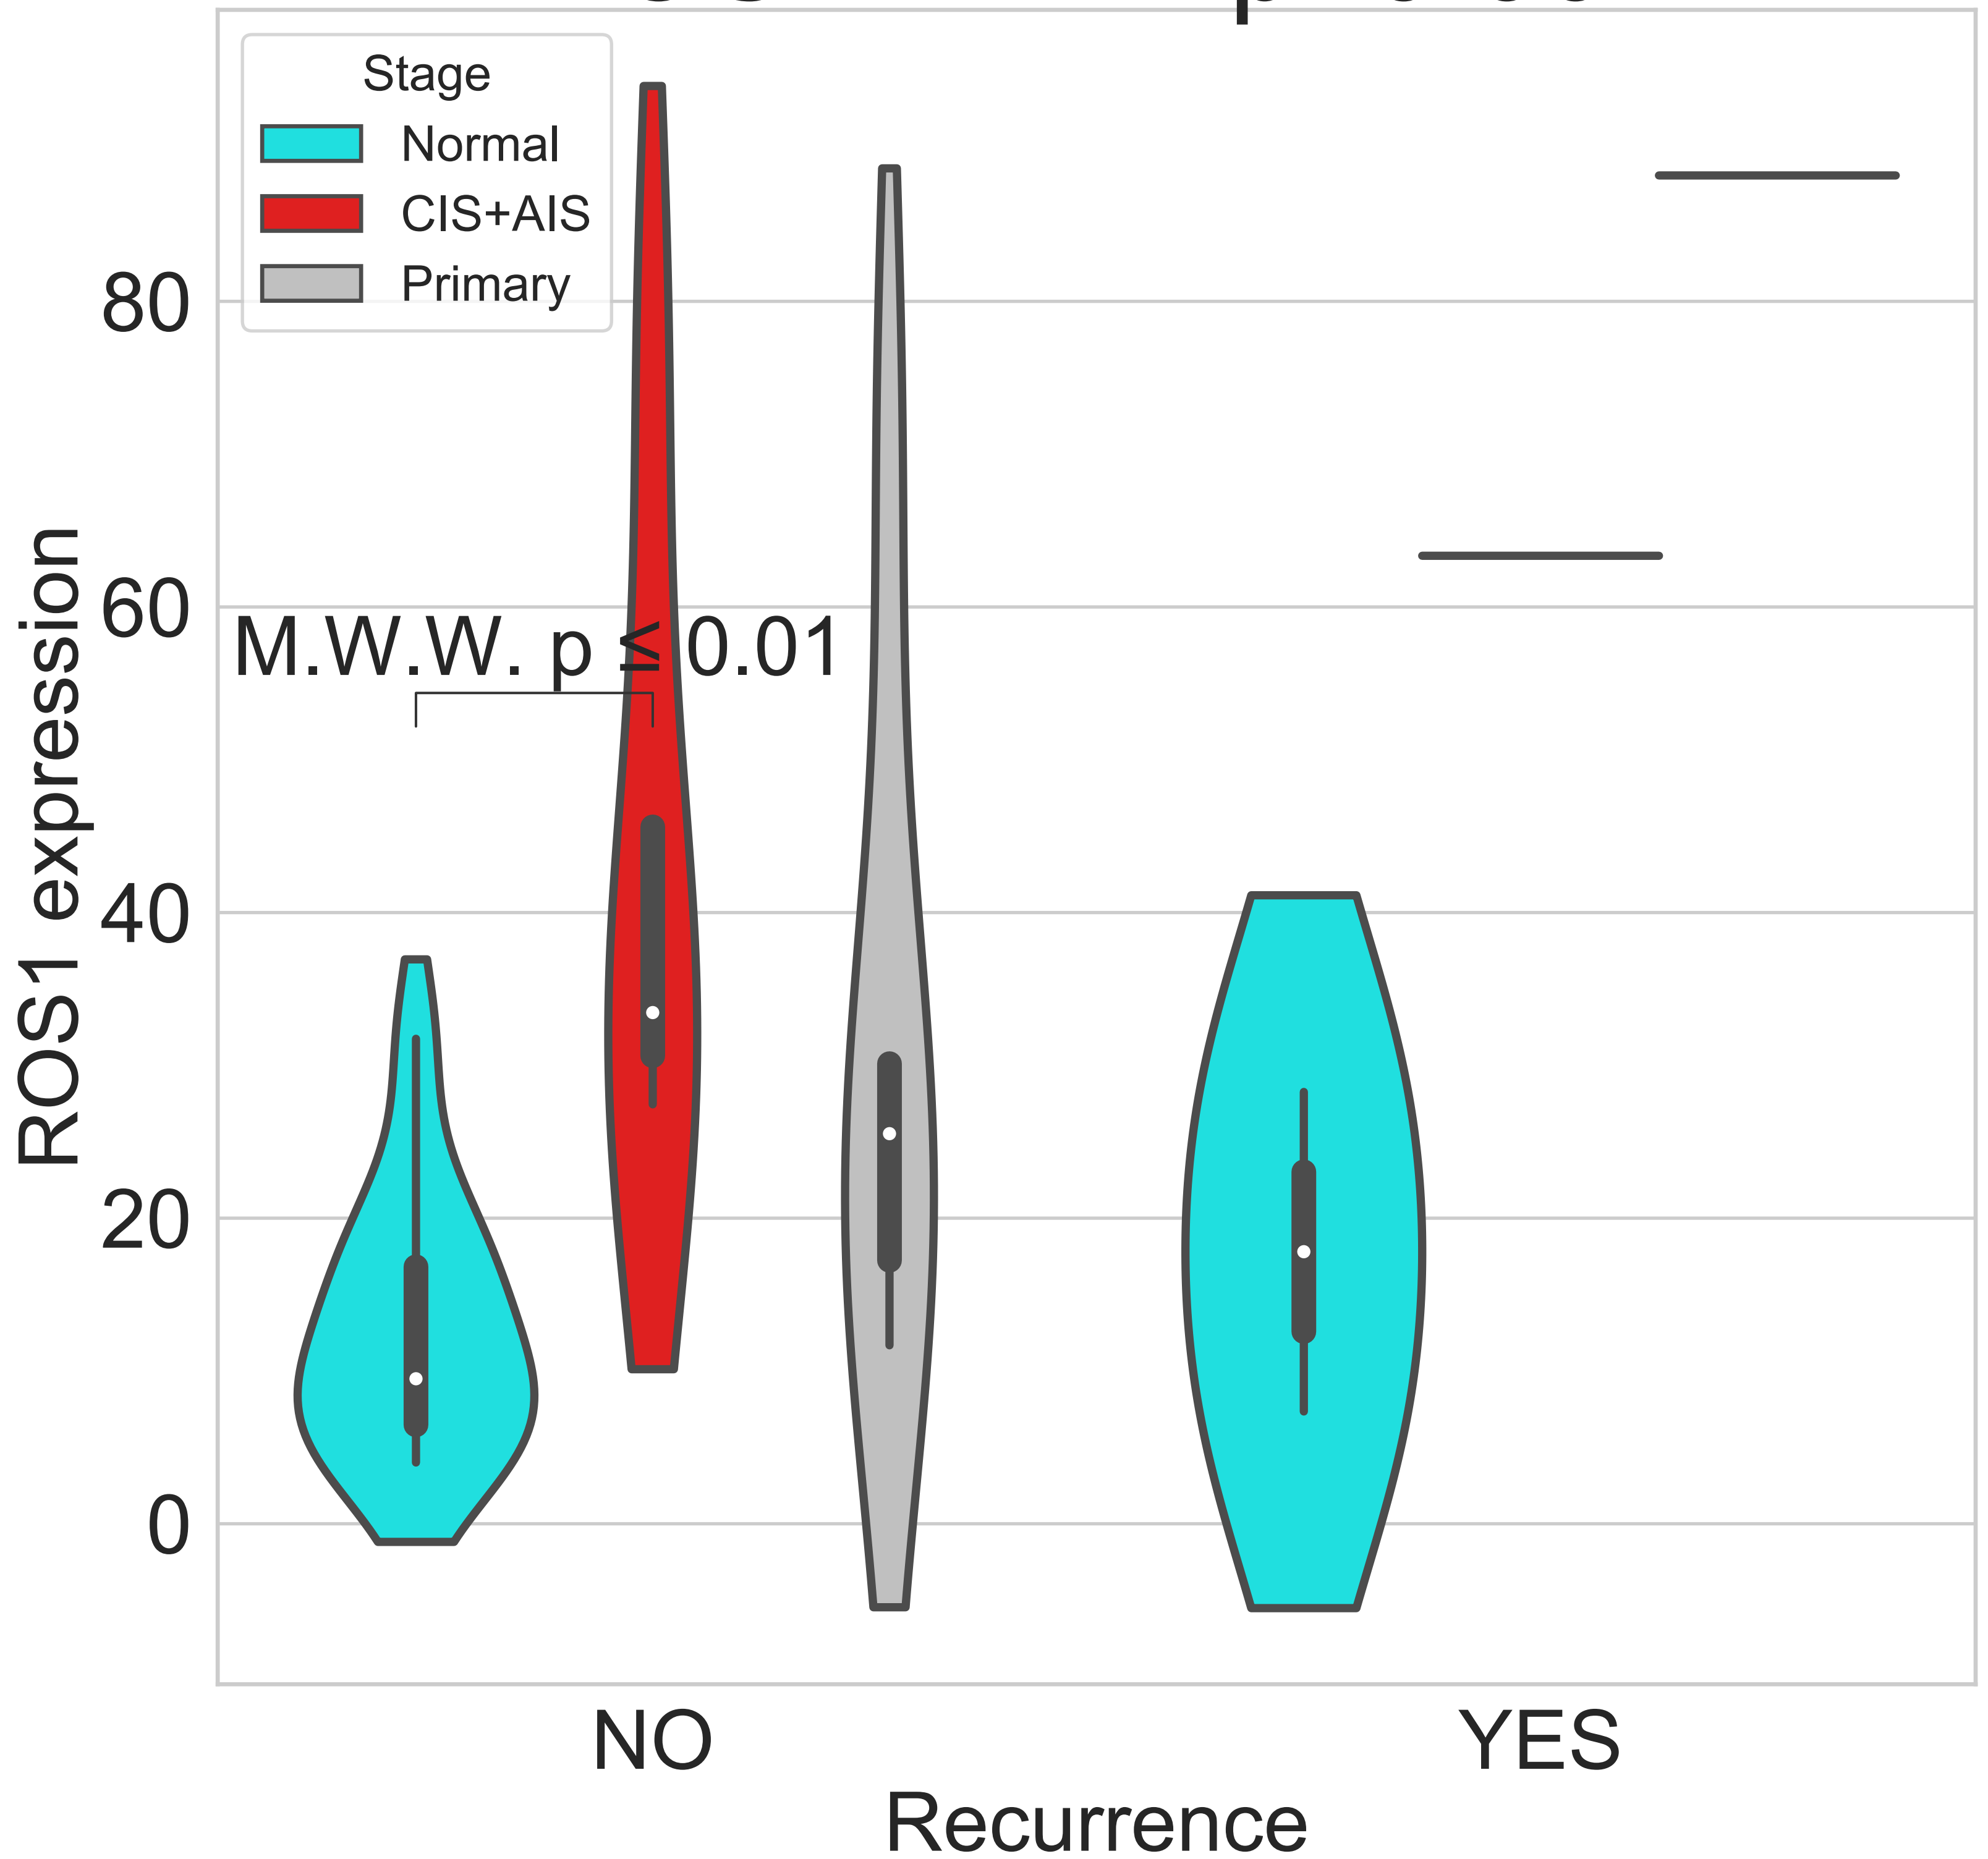 Stage
Normal
CIS+AIS
Primary
80
60
40
20
0
ROS1 expression
M.W.W. p ≤ 0.01
NO
YES
Recurrence